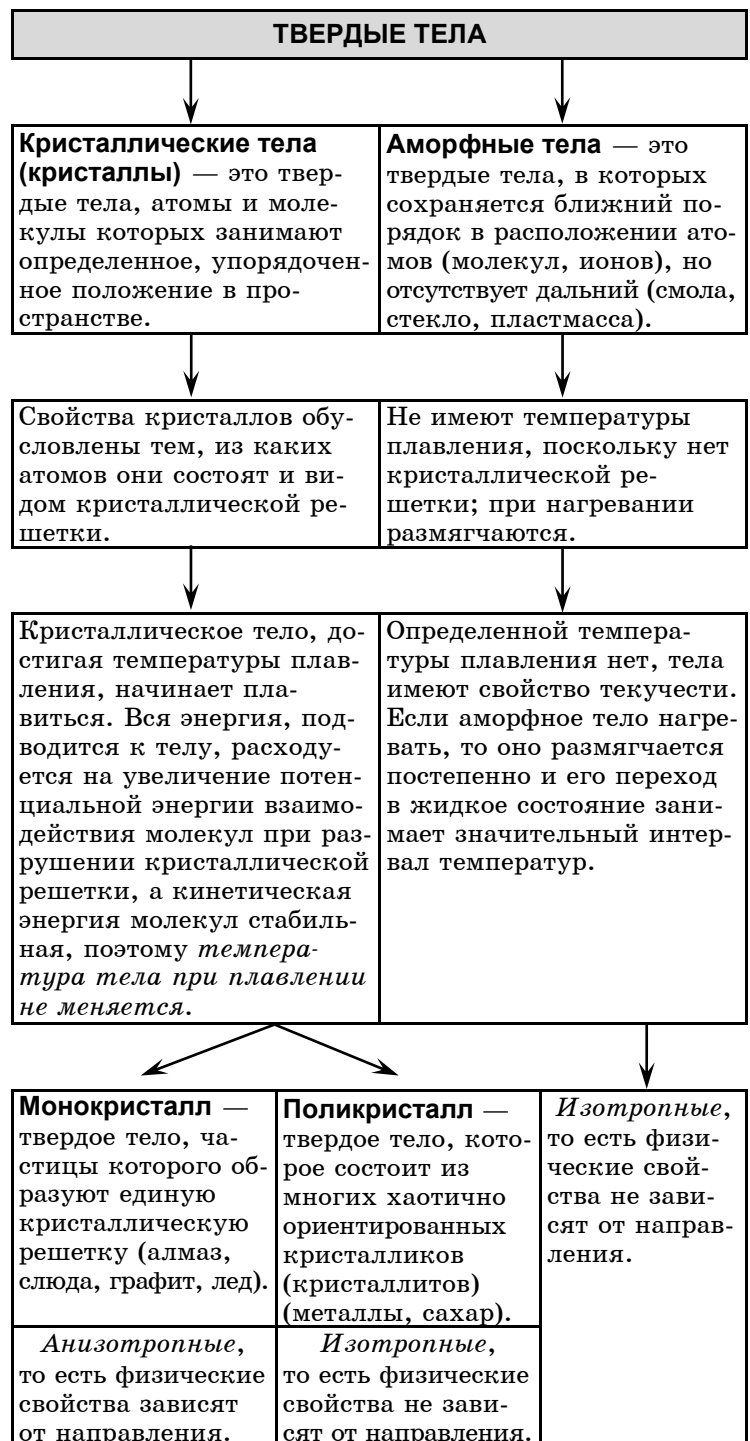 ТВЕРДЫЕ ТЕЛА
Кристаллические тела
(кристаллы) — это твер-
дые тела, атомы и моле-
кулы которых занимают
определенное, упорядочен-
ное положение в про-
странстве.
Аморфные тела — это
твердые тела, в которых
сохраняется ближний по-
рядок в расположении ато-
мов (молекул, ионов), но
отсутствует дальний (смола,
стекло, пластмасса).
Свойства кристаллов обу-
словлены тем, из каких
атомов они состоят и ви-
дом кристаллической ре-
шетки.
Не имеют температуры
плавления, поскольку нет
кристаллической ре-
шетки; при нагревании
размягчаются.
Кристаллическое тело, до-
стигая температуры плав-
ления, начинает пла-
виться. Вся энергия, под-
водится к телу, расходу-
ется на увеличение потен-
циальной энергии взаимо-
действия молекул при раз-
рушении кристаллической
решетки, а кинетическая
энергия молекул стабиль-
ная, поэтому темпера-
тура тела при плавлении
не меняется.
Определенной темпера-
туры плавления нет, тела
имеют свойство текучести.
Если аморфное тело нагре-
вать, то оно размягчается
постепенно и его переход
в жидкое состояние зани-
мает значительный интер-
вал температур.
Монокристалл —
твердое тело, ча-
стицы которого об-
разуют единую
кристаллическую
решетку (алмаз,
слюда, графит, лед).
Поликристалл —
твердое тело, кото-
рое состоит из
многих хаотично
ориентированных
кристалликов
(кристаллитов)
(металлы, сахар).
Изотропные,
то есть физи-
ческие свой-
ства не зави-
сят от направ-
ления.
Анизотропные,
то есть физические
свойства зависят
от направления.
Изотропные,
то есть физические
свойства не зави-
сят от направления.